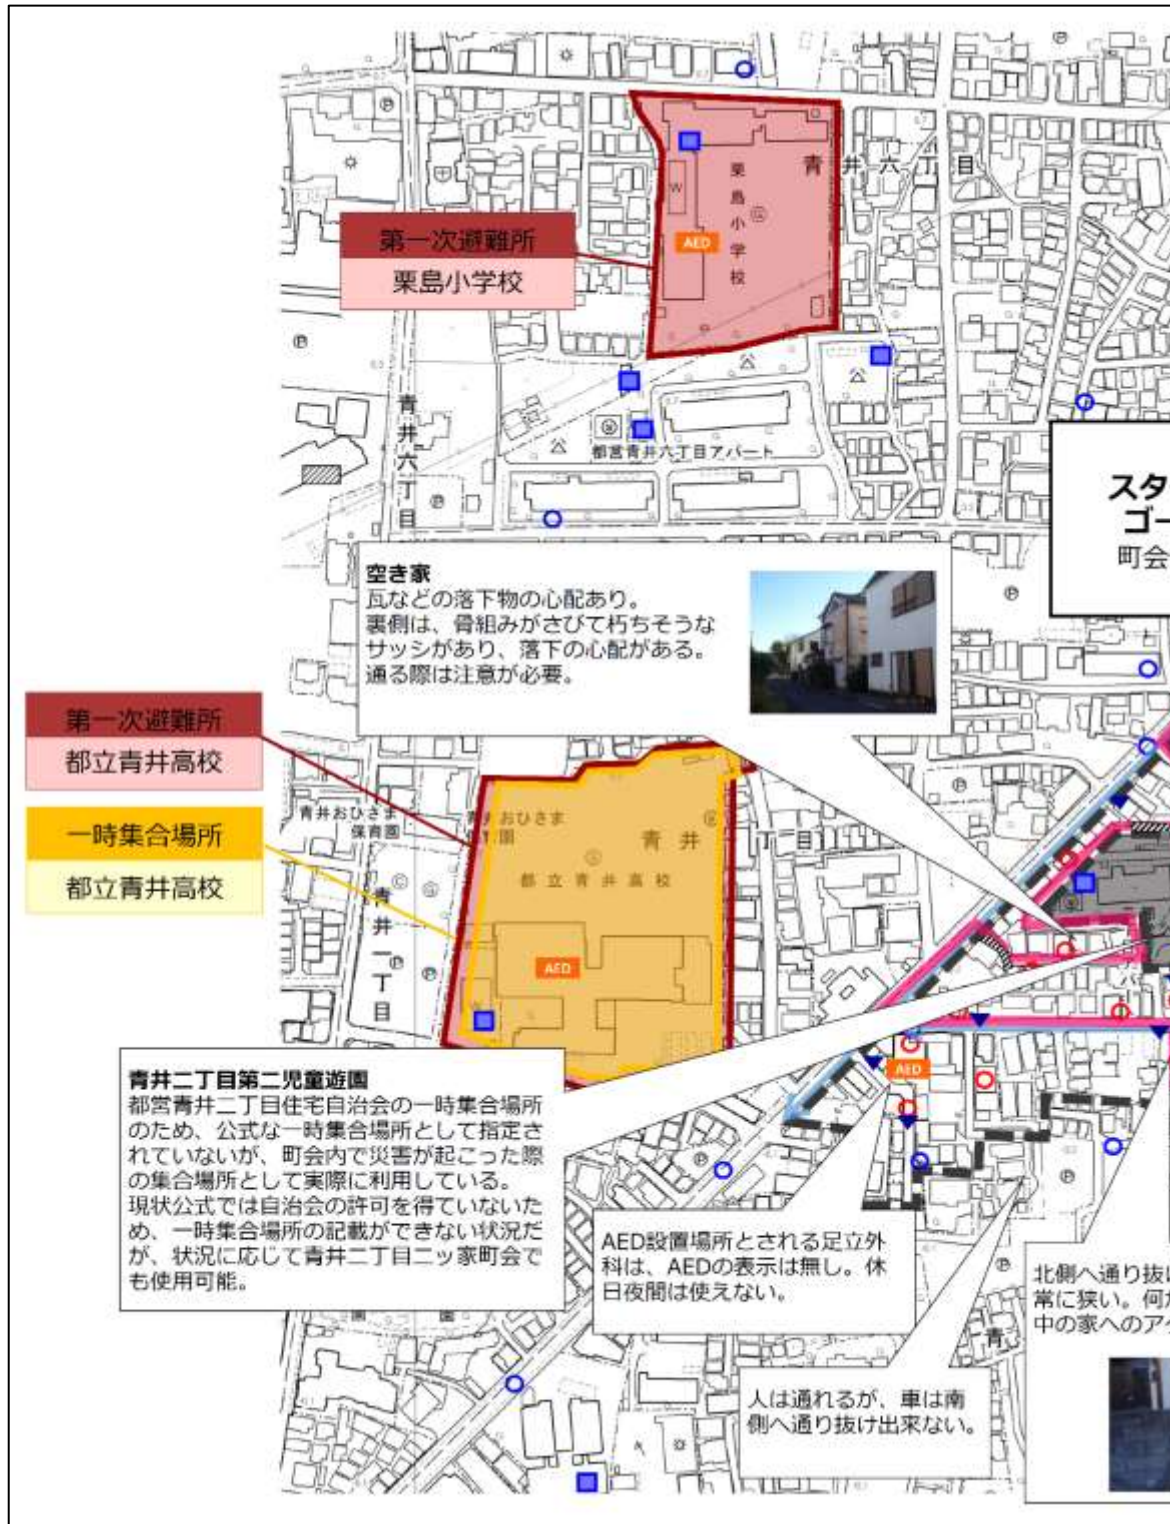 青井六丁目
栗島小学校
W
AED
第一次避難所
栗島小学校
青井六丁目
都営青井六丁目アパート
スタ
ゴー
町会
空き家
瓦などの落下物の心配あり。
裏側は、骨組みがさびて朽ちそうな
サッシがあり、落下の心配がある。
通る際は注意が必要。
第一次避難所
都立青井高校
一時集合場所
都立青井高校
青井おひさま
保育園
青井おひさま
園
青井
丁目
都立青井高校
AED
青井一丁目
青井二丁目第二児童遊園
都営青井二丁目住宅自治会の一時集合場所
のため、公式な一時集合場所として指定さ
れていないが、町会内で災害が起こった際
の集合場所として実際に利用している。
現状公式では自治会の許可を得ていないた
め、一時集合場所の記載ができない状況だ
が、状況に応じて青井二丁目二ッ家町会で
も使用可能。
AED
AED設置場所とされる足立外
科は、AEDの表示は無し。休
日夜間は使えない。
人は通れるが、車は南
側へ通り抜け出来ない。
北側へ通り抜け
常に狭い。何か
中の家へのアク
青